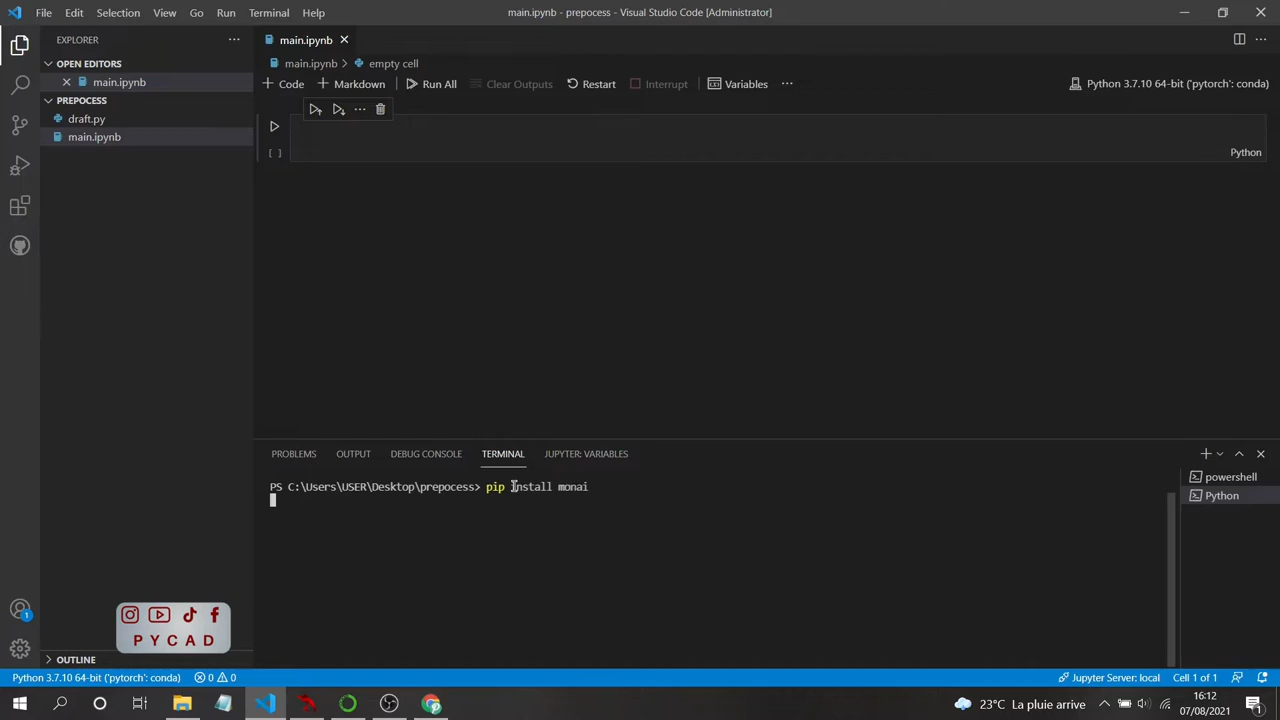 File Edit Selection View Go Run Terminal Help
main.ipynb - prepocess - Visual Studio Code [Administrator]
EXPLORER
OPEN EDITORS
main.ipynb
PREPOCESS
draft.py
main.ipynb
OUTLINE
main.ipynb
main.ipynb > empty cell
+ Code + Markdown Run All Clear Outputs Restart Interrupt Variables
Python 3.7.10 64-bit ('pytorch': conda)
[ ]
Python
PROBLEMS OUTPUT DEBUG CONSOLE TERMINAL JUPYTER: VARIABLES
PS C:\Users\USER\Desktop\prepocess> pip install monai
powershell
Python
1
PYCAD
Python 3.7.10 64-bit ('pytorch': conda) 0 0
Jupyter Server: local Cell 1 of 1
23°C La pluie arrive
16:12
07/08/2021
1